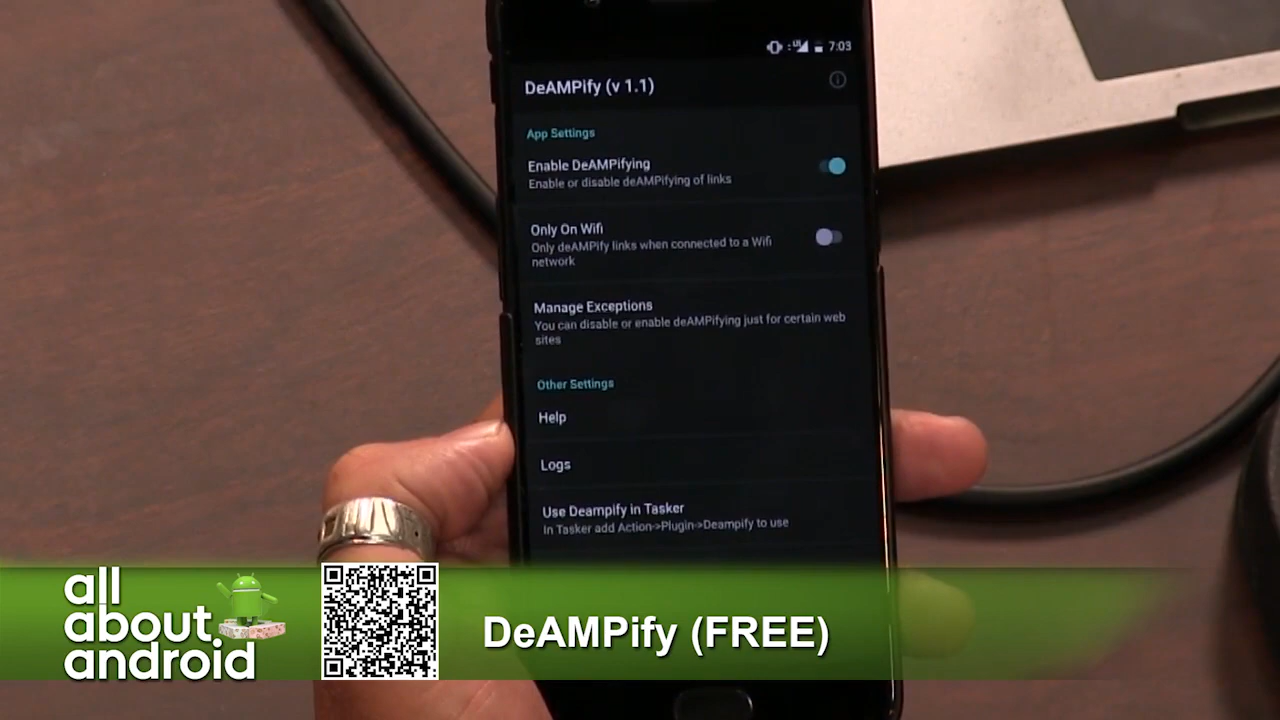 7:03
DeAMPify (v 1.1)
App Settings
Enable DeAMPifying
Enable or disable deAMPifying of links
Only On Wifi
Only deAMPify links when connected to a Wifi
network
Manage Exceptions
You can disable or enable deAMPifying just for certain web
sites
Other Settings
Help
Logs
Use Deampify in Tasker
In Tasker add Action->Plugin->Deampify to use
all
about
android
DeAMPify (FREE)